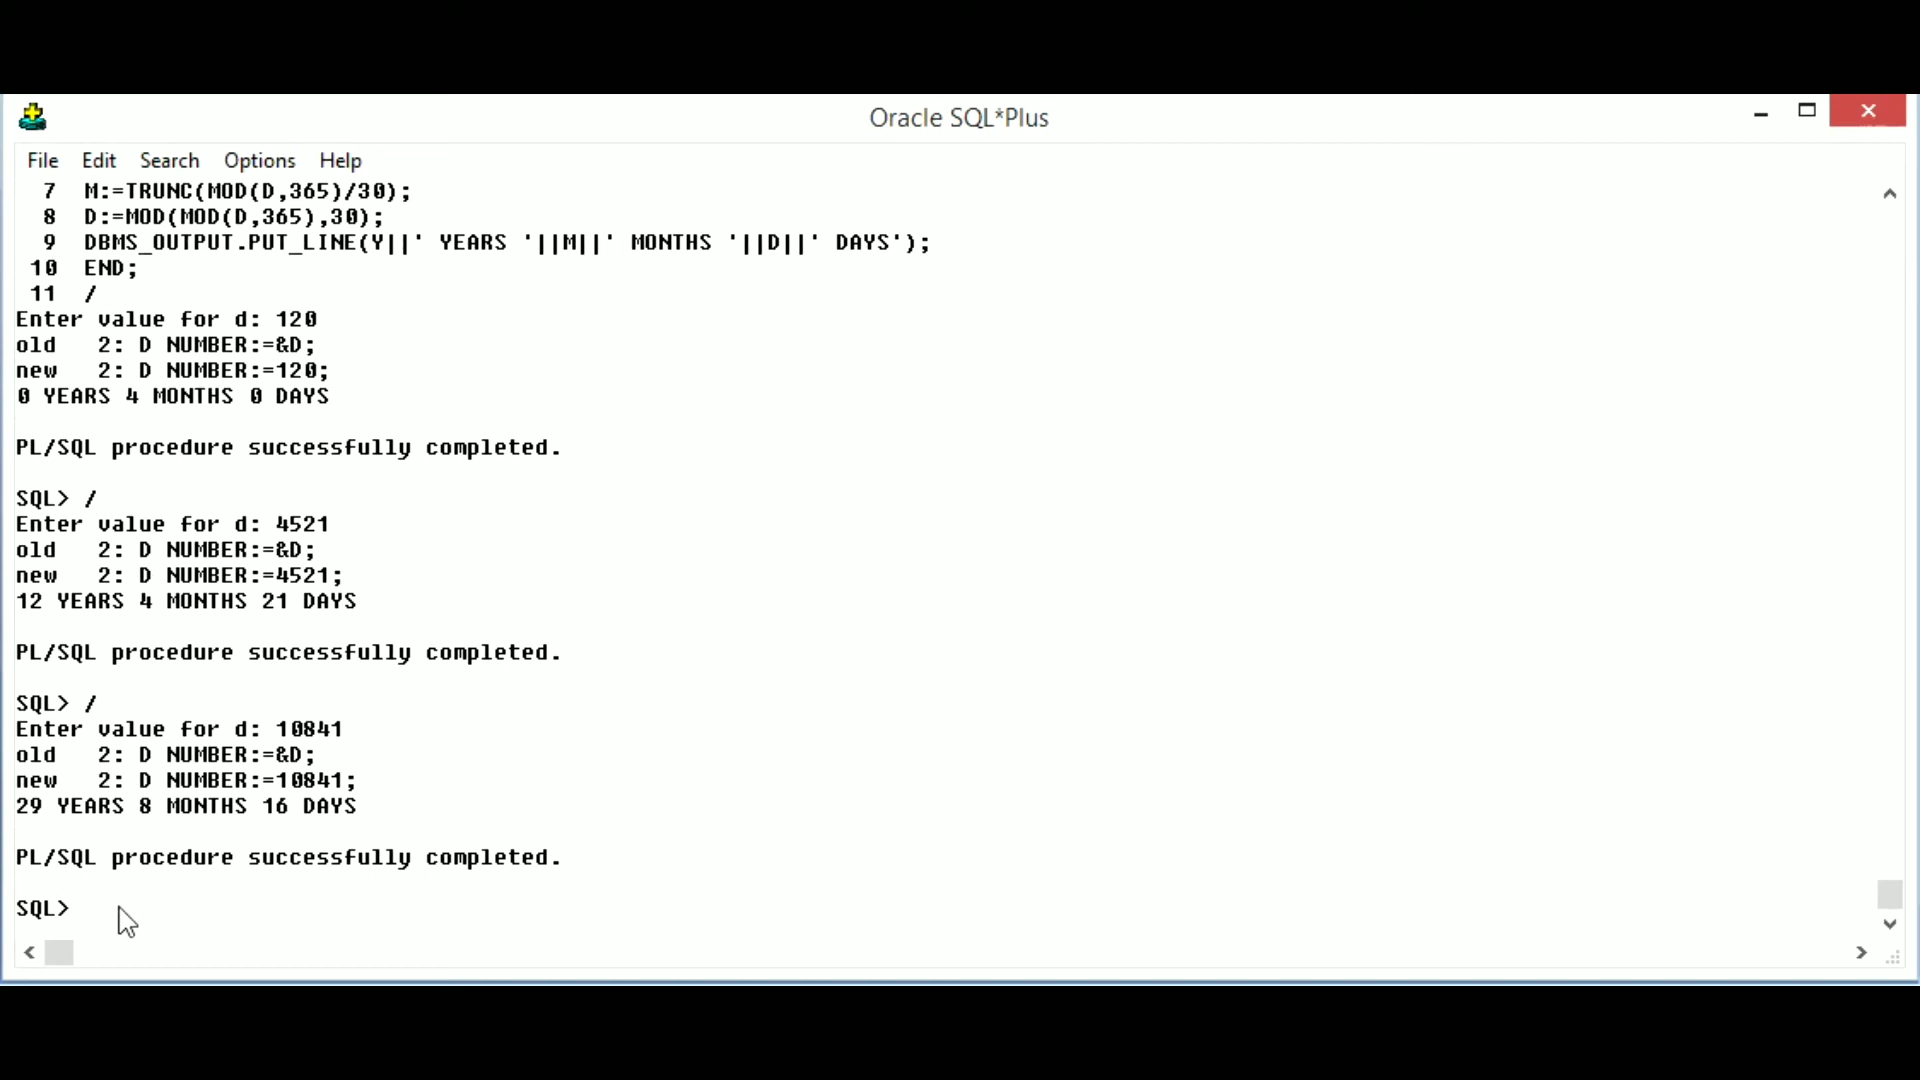 Oracle SQL*Plus
File Edit Search Options Help
7 M:=TRUNC(MOD(D,365)/30);
8 D:=MOD(MOD(D,365),30);
9 DBMS_OUTPUT.PUT_LINE(Y||' YEARS '||M||' MONTHS '||D||' DAYS');
10 END;
11 /
Enter value for d: 120
old 2: D NUMBER:=&D;
new 2: D NUMBER:=120;
0 YEARS 4 MONTHS 0 DAYS
PL/SQL procedure successfully completed.
SQL> /
Enter value for d: 4521
old 2: D NUMBER:=&D;
new 2: D NUMBER:=4521;
12 YEARS 4 MONTHS 21 DAYS
PL/SQL procedure successfully completed.
SQL> /
Enter value for d: 10841
old 2: D NUMBER:=&D;
new 2: D NUMBER:=10841;
29 YEARS 8 MONTHS 16 DAYS
PL/SQL procedure successfully completed.
SQL>